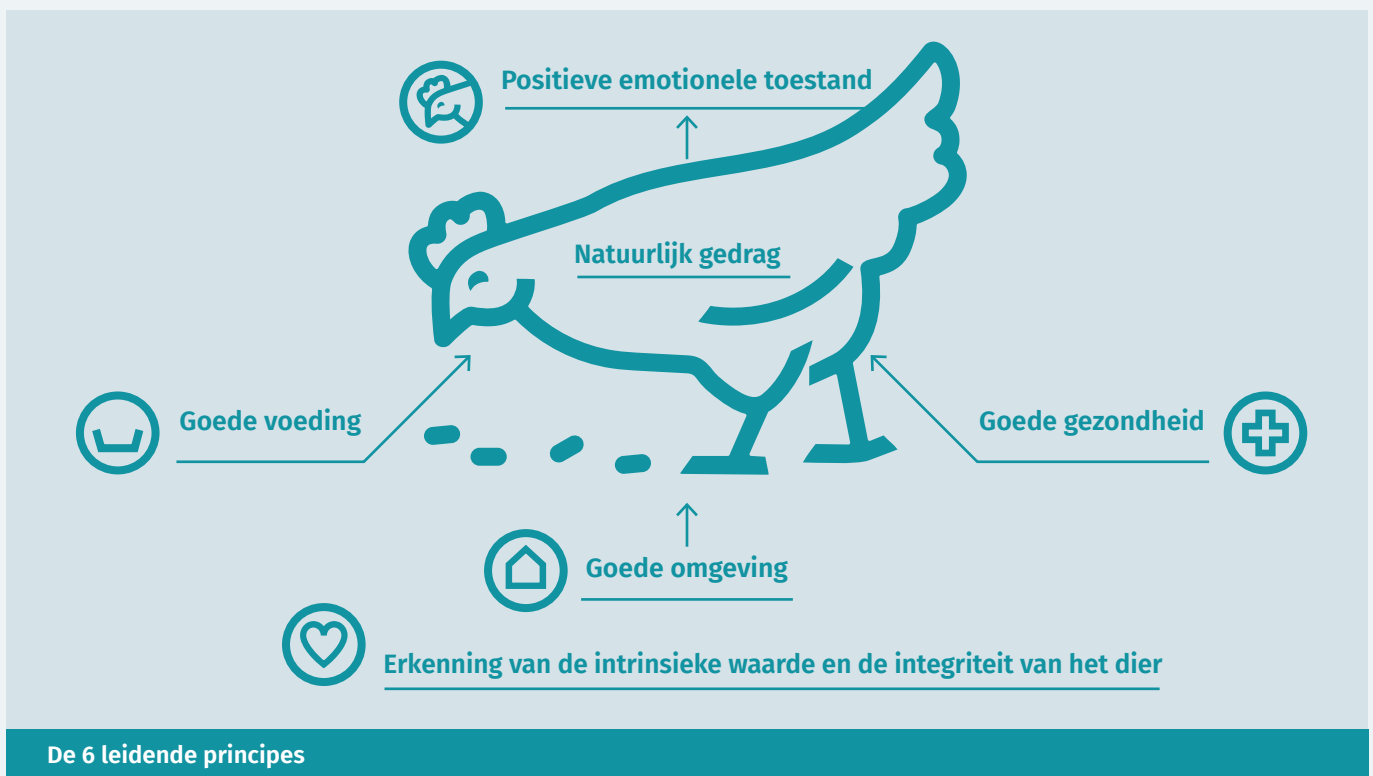 Positieve emotionele toestand
Natuurlijk gedrag
Goede voeding
Goede gezondheid
Goede omgeving
Erkenning van de intrinsieke waarde en de integriteit van het dier
De 6 leidende principes